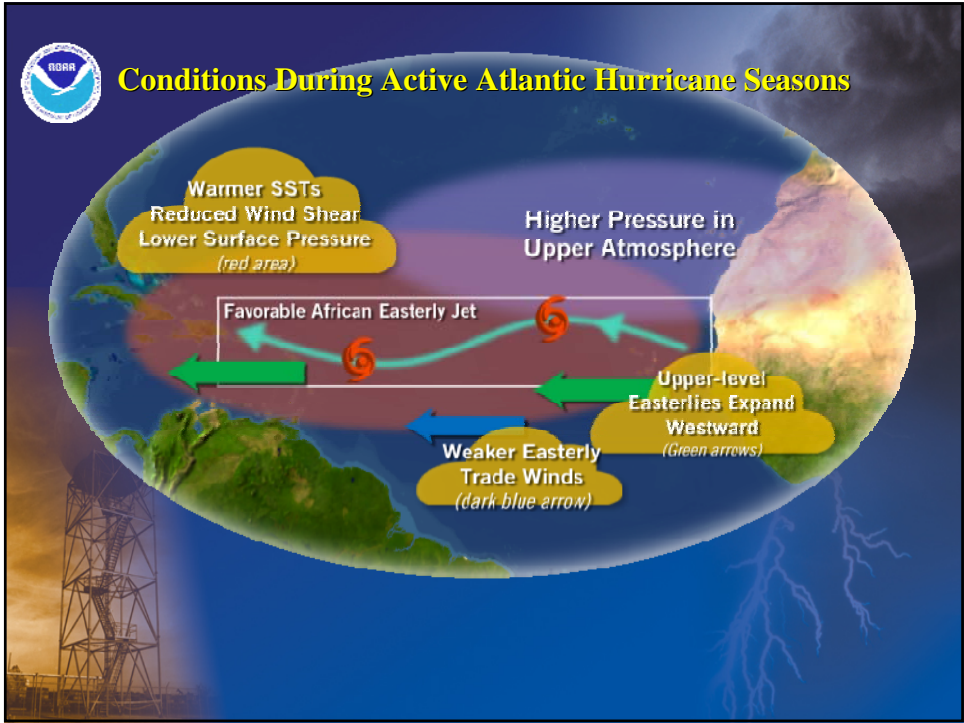 NOAA
Conditions During Active Atlantic Hurricane Seasons
Warmer SSTs
Reduced Wind Shear
Lower Surface Pressure
(red area)
Higher Pressure in
Upper Atmosphere
Favorable African Easterly Jet
Upper-level
Easterlies Expand
Westward
(Green arrows)
Weaker Easterly
Trade Winds
(dark blue arrow)